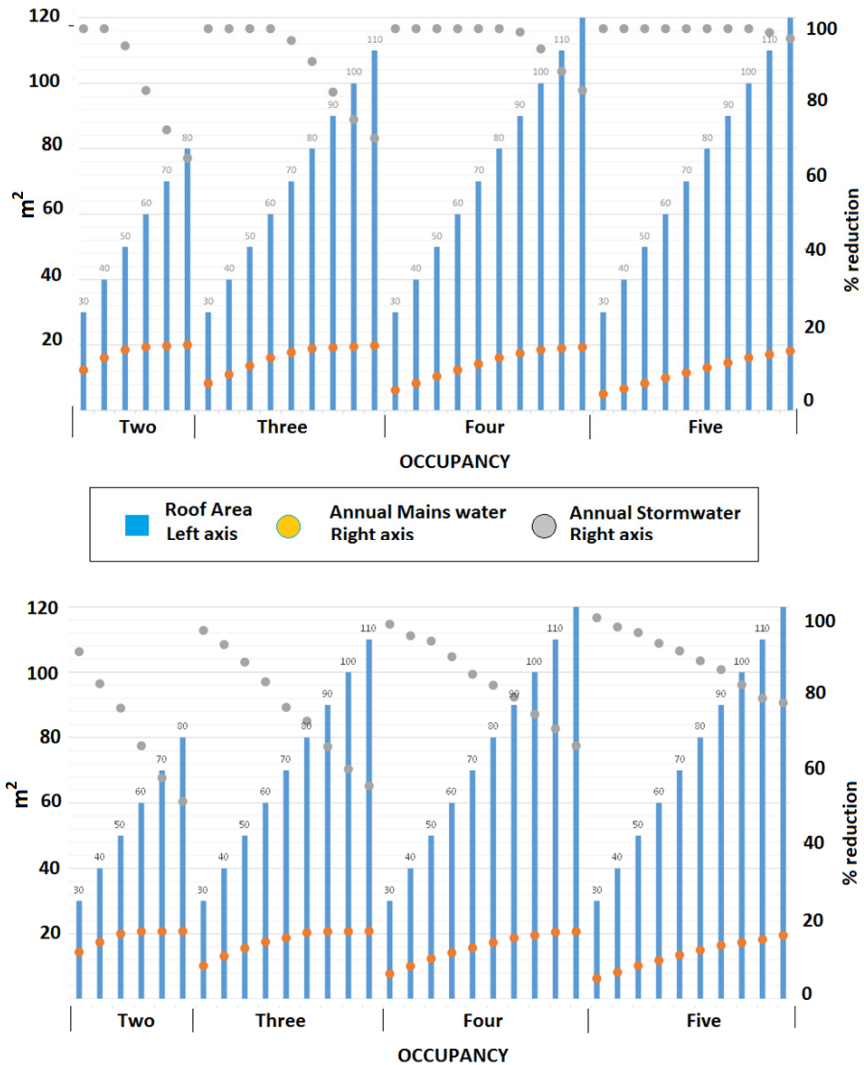 120
100
100
80
80
60
60
40
40
20
20
0
m2
% reduction
30 40 50 60 70 80
30 40 50 60 70 80 90 100 110
30 40 50 60 70 80 90 100 110
30 40 50 60 70 80 90 100 110
Two Three Four Five
OCCUPANCY
Roof Area
Left axis
Annual Mains water
Right axis
Annual Stormwater
Right axis
120
100
100
80
80
60
60
40
40
20
20
0
m2
% reduction
30 40 50 60 70 80
30 40 50 60 70 80 90 100 110
30 40 50 60 70 80 90 100 110
30 40 50 60 70 80 90 100 110
Two Three Four Five
OCCUPANCY